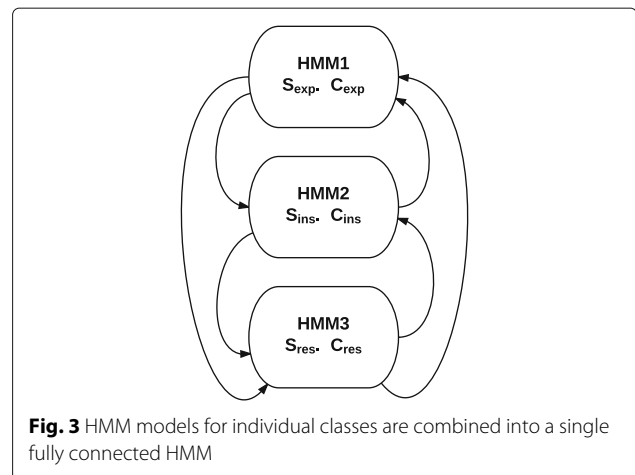 HMM1
Sexp. Cexp
HMM2
Sins. Cins
HMM3
Sres. Cres
Fig. 3 HMM models for individual classes are combined into a single
fully connected HMM